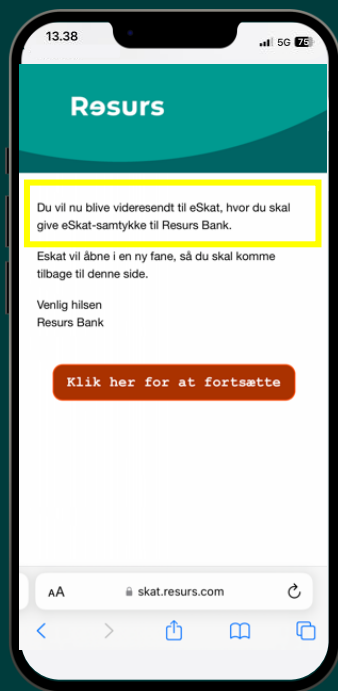 13.38
5G 75
Resurs
Du vil nu blive videresendt til eSkat, hvor du skal
give eSkat-samtykke til Resurs Bank.
Eskat vil åbne i en ny fane, så du skal komme
tilbage til denne side.
Venlig hilsen
Resurs Bank
Klik her for at fortsætte
AA
skat.resurs.com